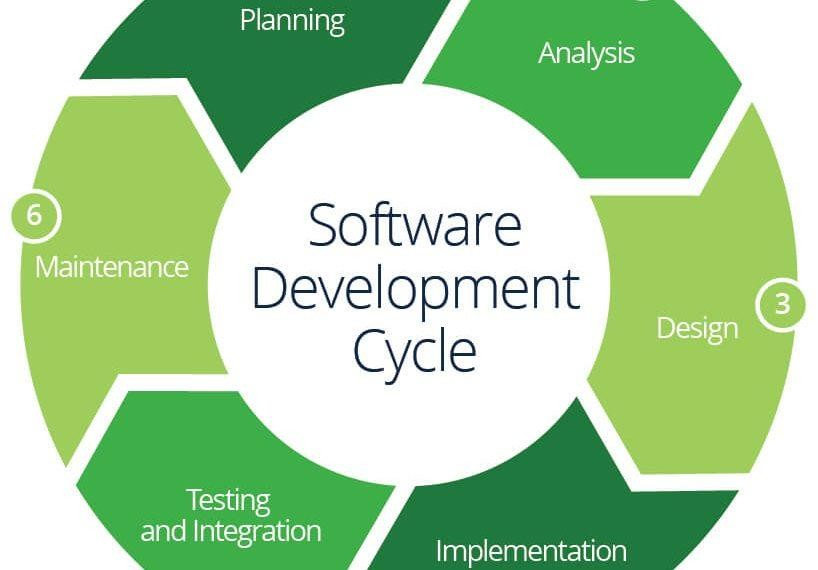 Planning
Analysis
3
Design
Implementation
Testing
and Integration
6
Maintenance
Software
Development
Cycle